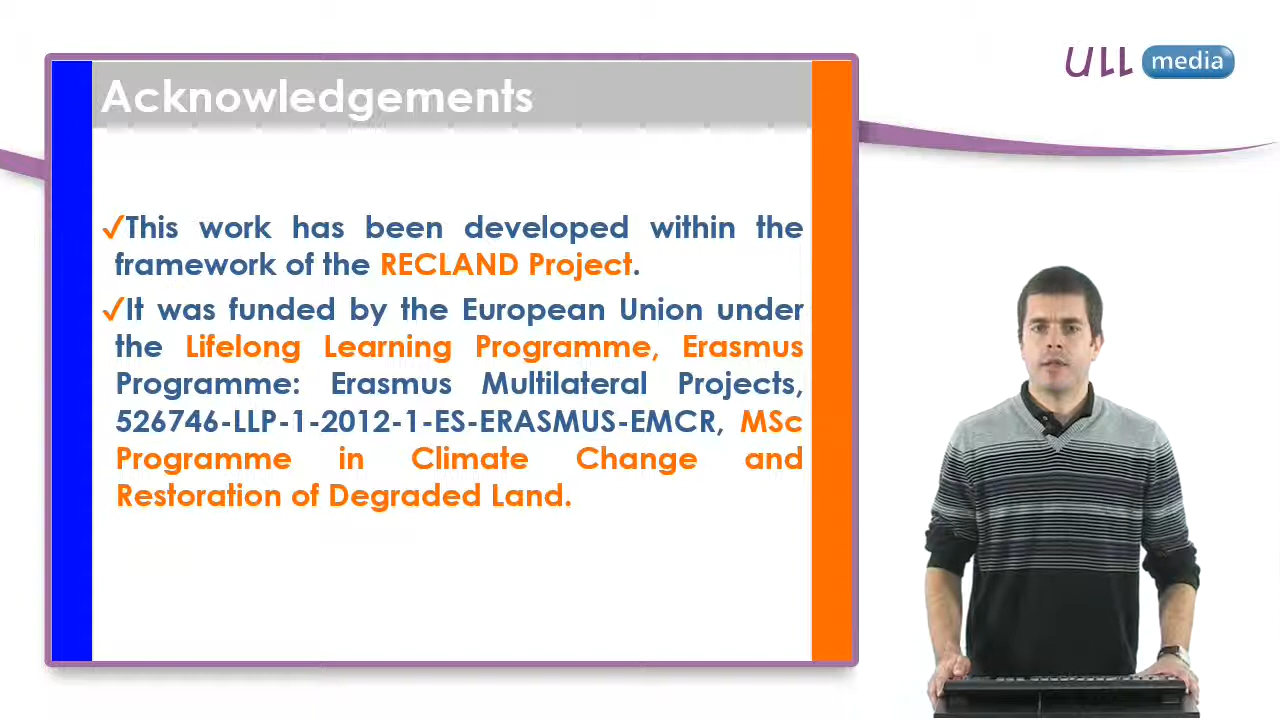 ULL media
Acknowledgements
✓This work has been developed within the
framework of the RECLAND Project.
✓It was funded by the European Union under
the Lifelong Learning Programme, Erasmus
Programme: Erasmus Multilateral Projects,
526746-LLP-1-2012-1-ES-ERASMUS-EMCR, MSc
Programme in Climate Change and
Restoration of Degraded Land.